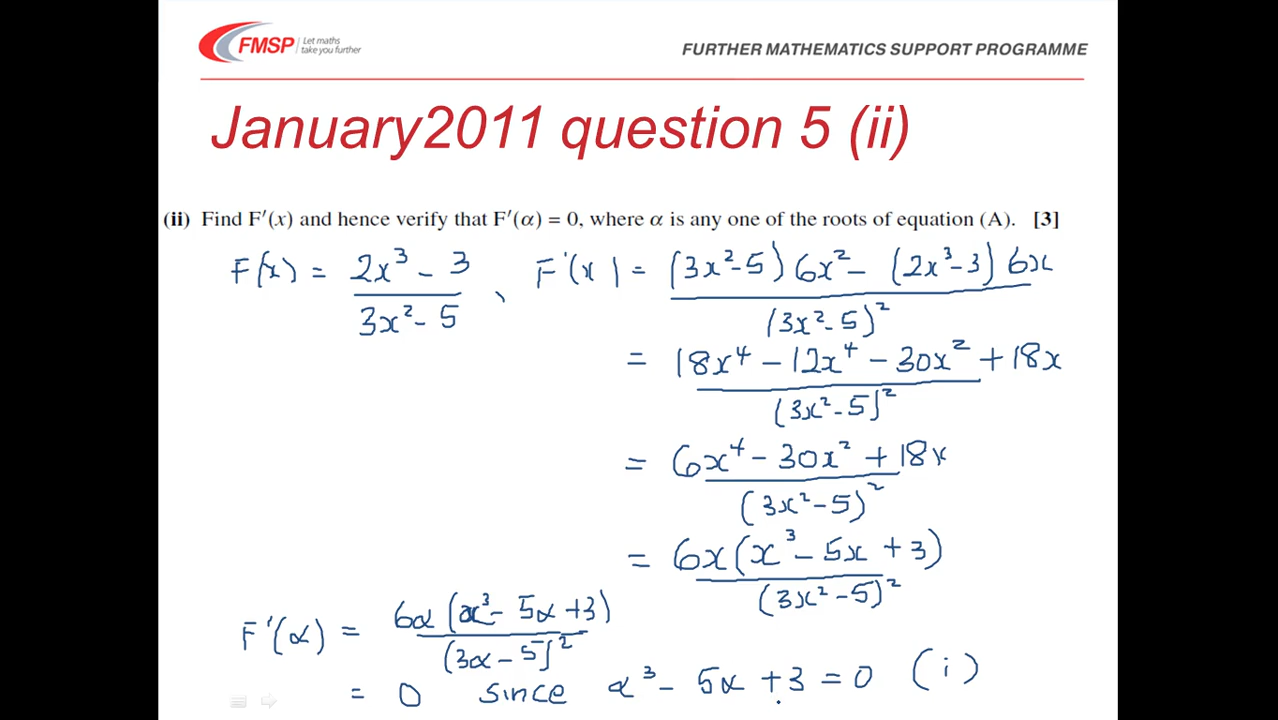 FMSP Let maths take you further
FURTHER MATHEMATICS SUPPORT PROGRAMME
January2011 question 5 (ii)
(ii) Find F′(x) and hence verify that F′(α) = 0, where α is any one of the roots of equation (A). [3]
F(x) = (2x³ − 3)/(3x² − 5) , F'(x) = ((3x²−5)6x² − (2x³−3)6x)/(3x²−5)²
= (18x⁴ − 12x⁴ − 30x² + 18x)/(3x²−5)²
= (6x⁴ − 30x² + 18x)/(3x²−5)²
= 6x(x³ − 5x + 3)/(3x²−5)²
F'(α) = 6α(α³ − 5α + 3)/(3α − 5)²
= 0 since α³ − 5α + 3 = 0 (i)